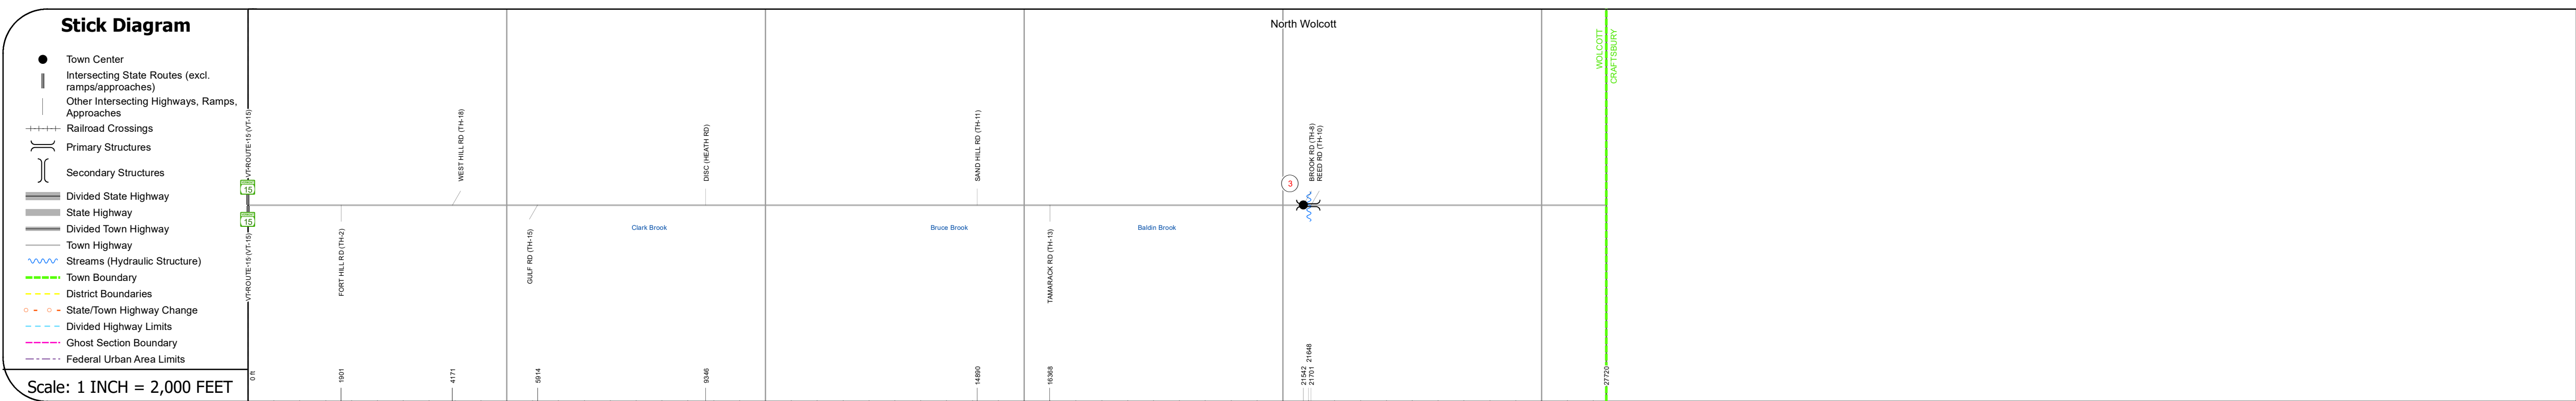 Stick Diagram
Town Center
Intersecting State Routes (excl.
ramps/approaches)
Other Intersecting Highways, Ramps,
Approaches
Railroad Crossings
Primary Structures
Secondary Structures
Divided State Highway
State Highway
Divided Town Highway
Town Highway
Streams (Hydraulic Structure)
Town Boundary
District Boundaries
State/Town Highway Change
Divided Highway Limits
Ghost Section Boundary
Federal Urban Area Limits
Scale: 1 INCH = 2,000 FEET
North Wolcott
WOLCOTT
CRAFTSBURY
VT-ROUTE-15 (VT-15)
WEST HILL RD (TH-18)
DISC (HEATH RD)
SAND HILL RD (TH-11)
BROOK RD (TH-8)
REED RD (TH-10)
15
3
15
Clark Brook
Bruce Brook
Baldin Brook
VT-ROUTE-15 (VT-15)
FORT HILL RD (TH-2)
GULF RD (TH-15)
TAMARACK RD (TH-13)
0 ft
1901
4171
5914
9346
14890
16368
21542
21648
21701
27720